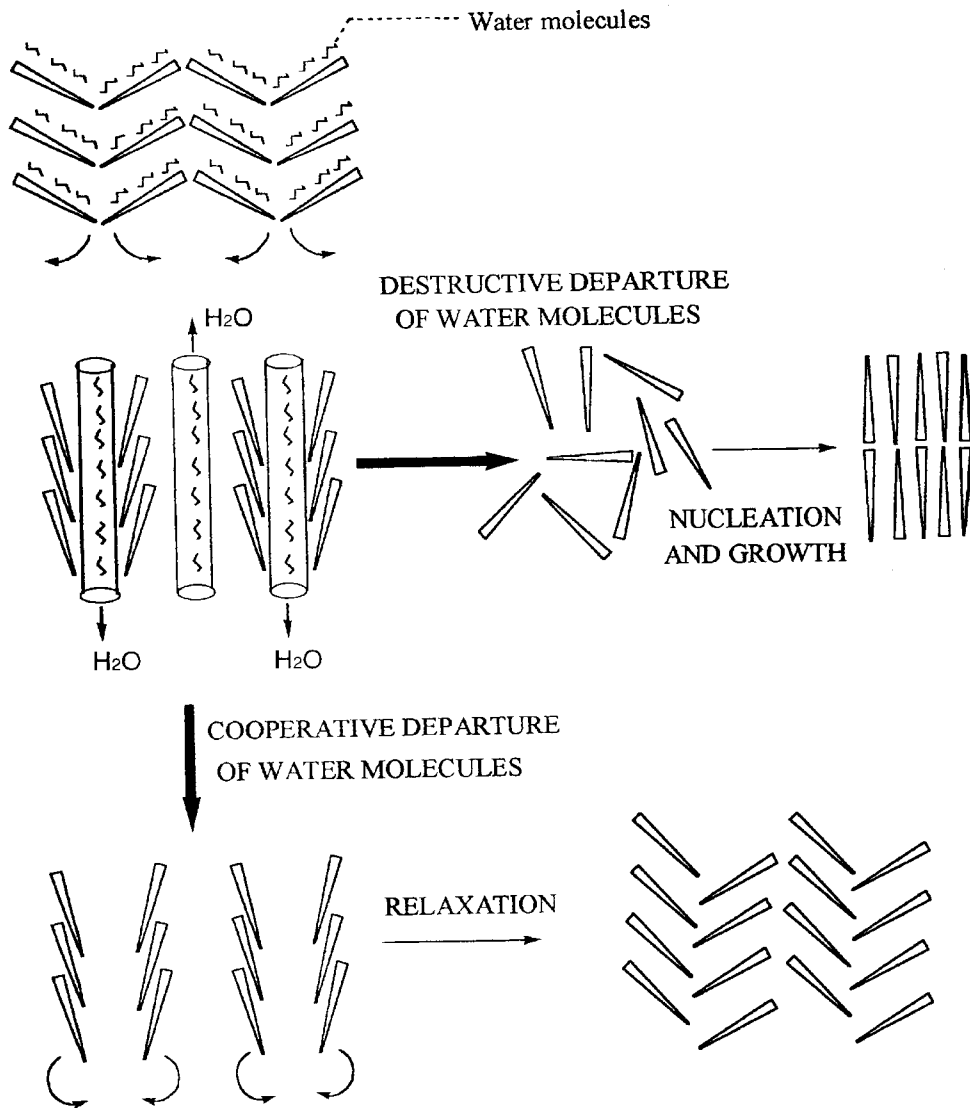 Water molecules
DESTRUCTIVE DEPARTURE
OF WATER MOLECULES
H₂O
NUCLEATION
AND GROWTH
H₂O
H₂O
COOPERATIVE DEPARTURE
OF WATER MOLECULES
RELAXATION